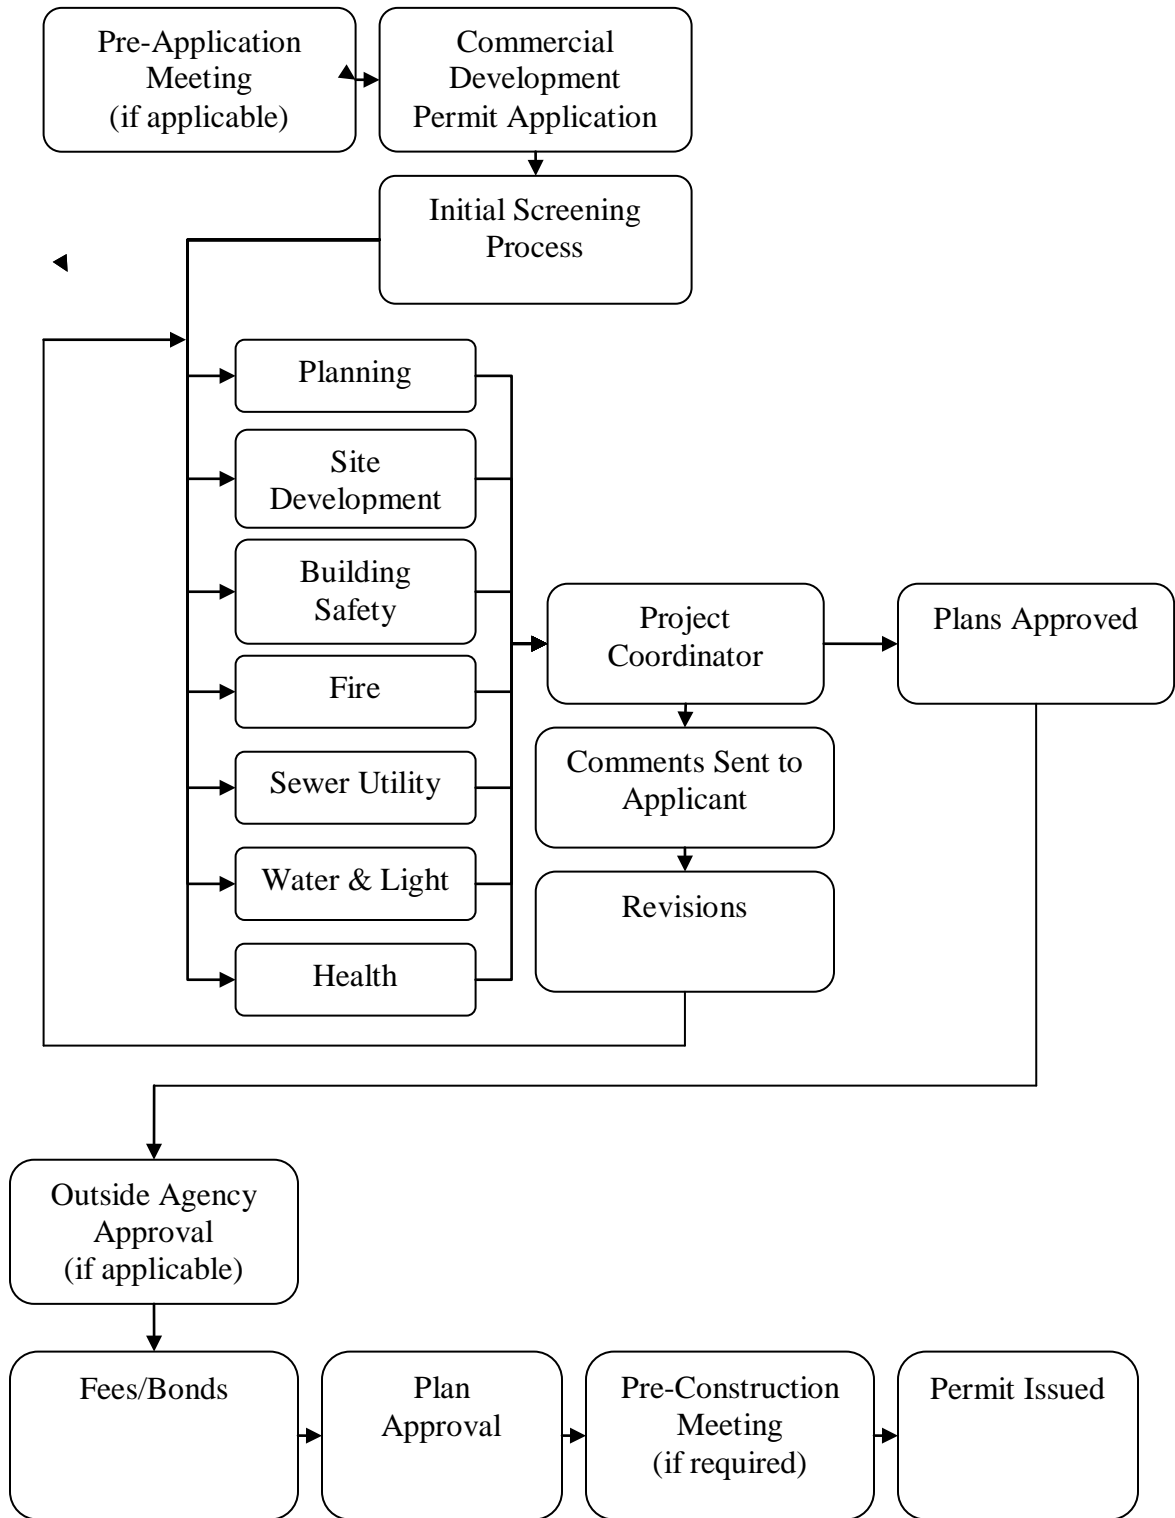 Pre-Application
Meeting
(if applicable)
Commercial
Development
Permit Application
Initial Screening
Process
Planning
Site
Development
Building
Safety
Fire
Sewer Utility
Water & Light
Health
Project
Coordinator
Plans Approved
Comments Sent to
Applicant
Revisions
Outside Agency
Approval
(if applicable)
Fees/Bonds
Plan
Approval
Pre-Construction
Meeting
(if required)
Permit Issued